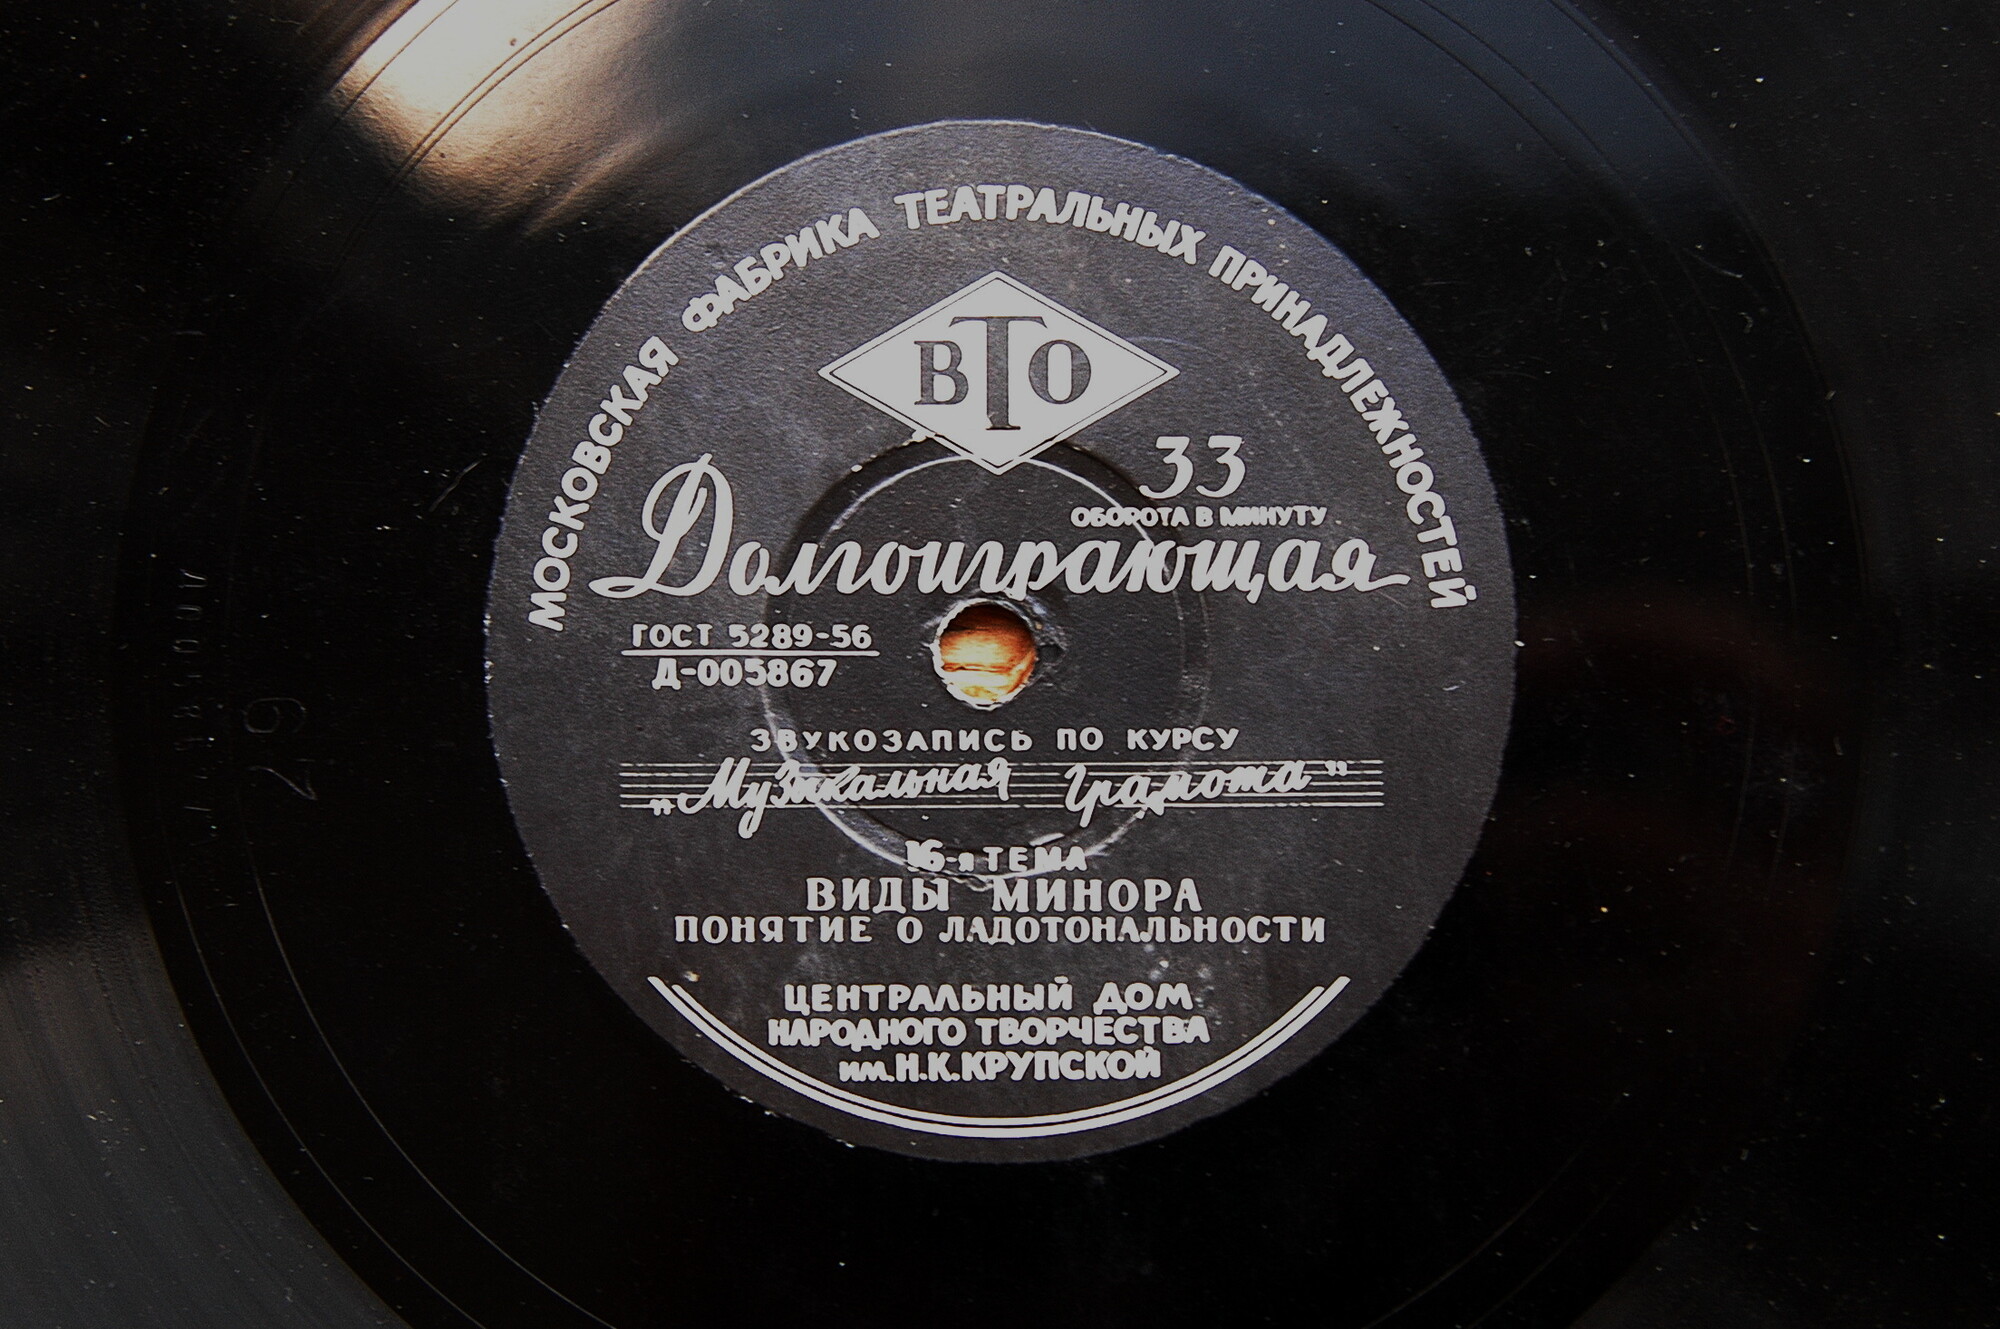 МОСКОВСКАЯ ФАБРИКА ТЕАТРАЛЬНЫХ ПРИНАДЛЕЖНОСТЕЙ
ВТО
33
ОБОРОТА В МИНУТУ
Долгоиграющая
ГОСТ 5289-56
Д-005867
ЗВУКОЗАПИСЬ ПО КУРСУ
„Музыкальная грамота“
16-я ТЕМА
ВИДЫ МИНОРА
ПОНЯТИЕ О ЛАДОТОНАЛЬНОСТИ
ЦЕНТРАЛЬНЫЙ ДОМ
НАРОДНОГО ТВОРЧЕСТВА
им. Н.К.КРУПСКОЙ